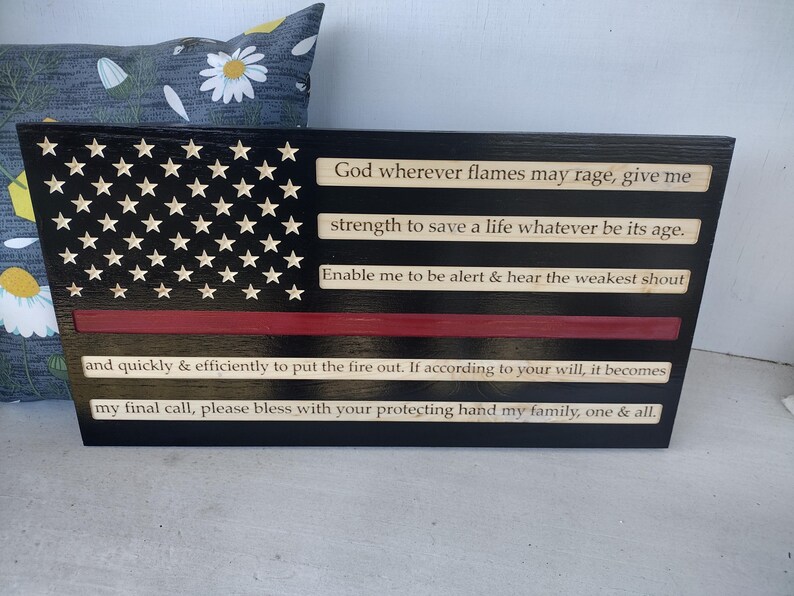 God wherever flames may rage, give me
strength to save a life whatever be its age.
Enable me to be alert & hear the weakest shout
and quickly & efficiently to put the fire out. If according to your will, it becomes
my final call, please bless with your protecting hand my family, one & all.